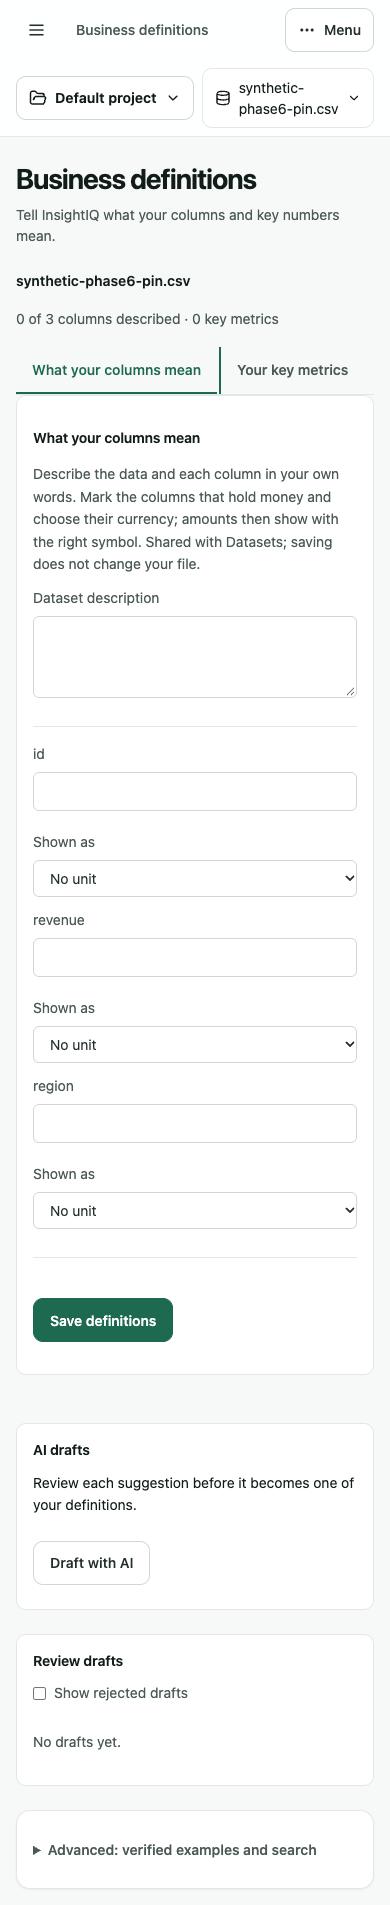 Business definitions
Menu
Default project
synthetic-
phase6-pin.csv
Business definitions
Tell InsightIQ what your columns and key numbers
mean.
synthetic-phase6-pin.csv
0 of 3 columns described · 0 key metrics
What your columns mean
Your key metrics
What your columns mean
Describe the data and each column in your own
words. Mark the columns that hold money and
choose their currency; amounts then show with
the right symbol. Shared with Datasets; saving
does not change your file.
Dataset description
id
Shown as
No unit
revenue
Shown as
No unit
region
Shown as
No unit
Save definitions
AI drafts
Review each suggestion before it becomes one of
your definitions.
Draft with AI
Review drafts
Show rejected drafts
No drafts yet.
Advanced: verified examples and search